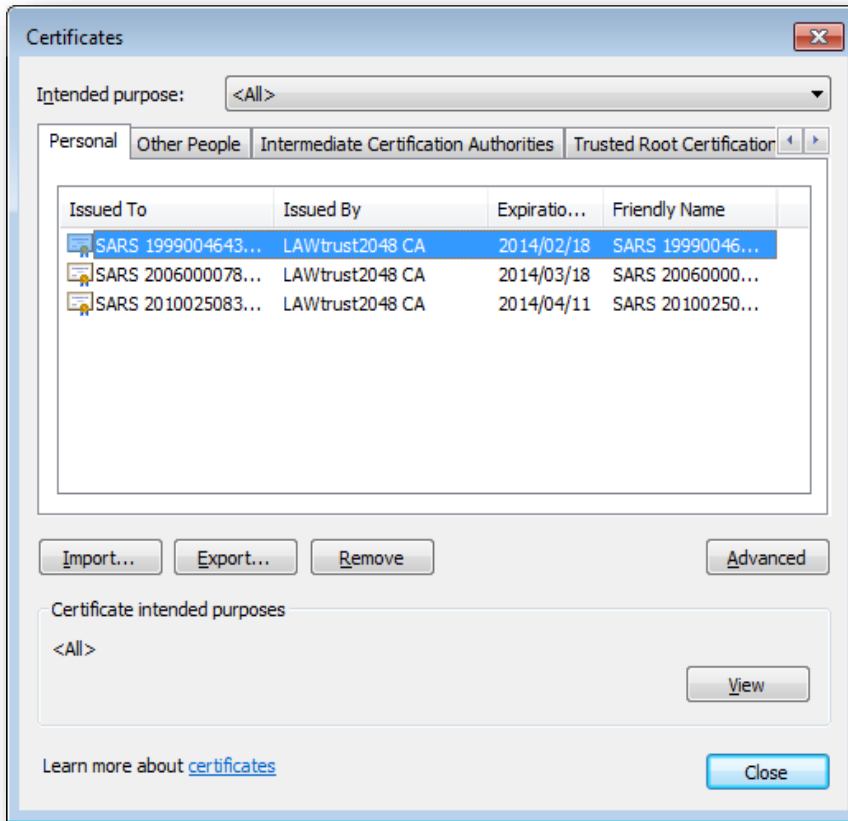 Certificates
Intended purpose: <All>
Personal Other People Intermediate Certification Authorities Trusted Root Certification
Issued To Issued By Expiratio... Friendly Name
SARS 1999004643... LAWtrust2048 CA 2014/02/18 SARS 19990046...
SARS 2006000078... LAWtrust2048 CA 2014/03/18 SARS 20060000...
SARS 2010025083... LAWtrust2048 CA 2014/04/11 SARS 20100250...
Import... Export... Remove Advanced
Certificate intended purposes
<All>
View
Learn more about certificates
Close